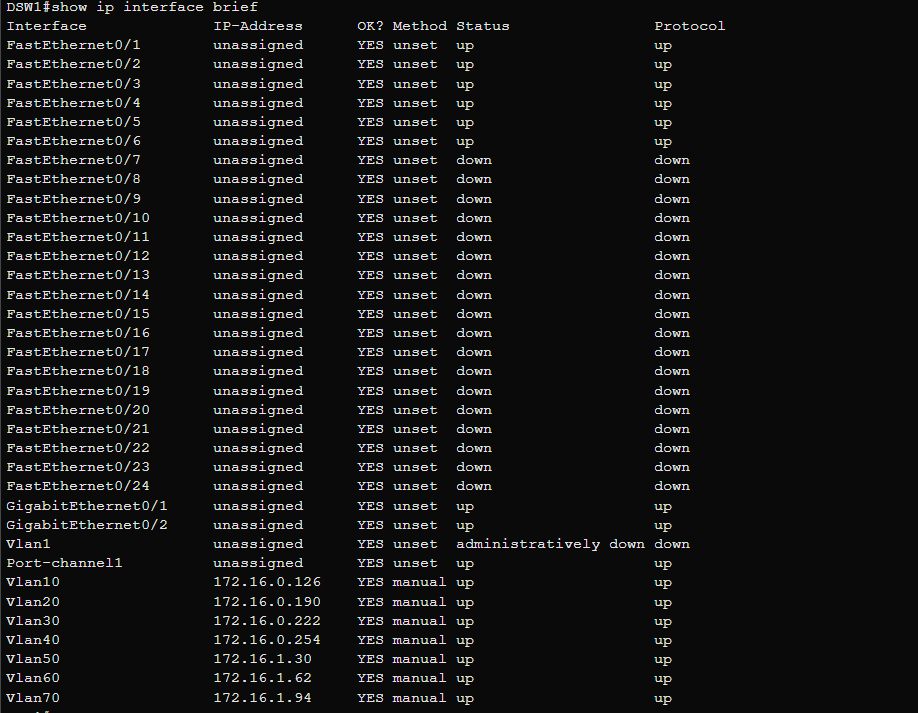 DSW1#show ip interface brief
Interface              IP-Address      OK? Method Status                Protocol
FastEthernet0/1        unassigned      YES unset  up                    up
FastEthernet0/2        unassigned      YES unset  up                    up
FastEthernet0/3        unassigned      YES unset  up                    up
FastEthernet0/4        unassigned      YES unset  up                    up
FastEthernet0/5        unassigned      YES unset  up                    up
FastEthernet0/6        unassigned      YES unset  up                    up
FastEthernet0/7        unassigned      YES unset  down                  down
FastEthernet0/8        unassigned      YES unset  down                  down
FastEthernet0/9        unassigned      YES unset  down                  down
FastEthernet0/10       unassigned      YES unset  down                  down
FastEthernet0/11       unassigned      YES unset  down                  down
FastEthernet0/12       unassigned      YES unset  down                  down
FastEthernet0/13       unassigned      YES unset  down                  down
FastEthernet0/14       unassigned      YES unset  down                  down
FastEthernet0/15       unassigned      YES unset  down                  down
FastEthernet0/16       unassigned      YES unset  down                  down
FastEthernet0/17       unassigned      YES unset  down                  down
FastEthernet0/18       unassigned      YES unset  down                  down
FastEthernet0/19       unassigned      YES unset  down                  down
FastEthernet0/20       unassigned      YES unset  down                  down
FastEthernet0/21       unassigned      YES unset  down                  down
FastEthernet0/22       unassigned      YES unset  down                  down
FastEthernet0/23       unassigned      YES unset  down                  down
FastEthernet0/24       unassigned      YES unset  down                  down
GigabitEthernet0/1     unassigned      YES unset  up                    up
GigabitEthernet0/2     unassigned      YES unset  up                    up
Vlan1                  unassigned      YES unset  administratively down down
Port-channel1          unassigned      YES unset  up                    up
Vlan10                 172.16.0.126    YES manual up                    up
Vlan20                 172.16.0.190    YES manual up                    up
Vlan30                 172.16.0.222    YES manual up                    up
Vlan40                 172.16.0.254    YES manual up                    up
Vlan50                 172.16.1.30     YES manual up                    up
Vlan60                 172.16.1.62     YES manual up                    up
Vlan70                 172.16.1.94     YES manual up                    up